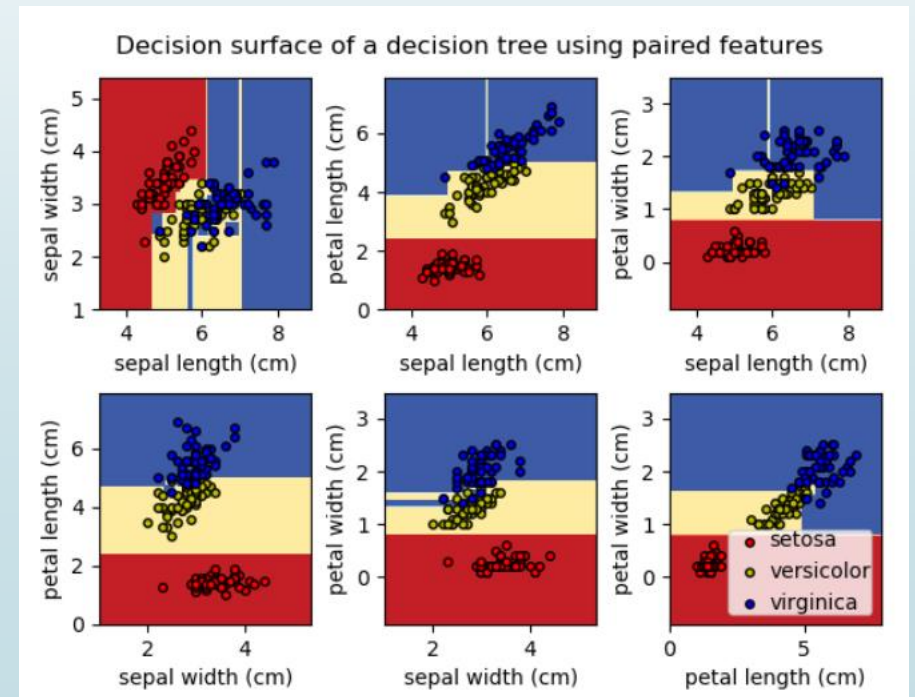 Decision surface of a decision tree using paired features
5
4
3
2
1
sepal width (cm)
4 6 8
sepal length (cm)
6
4
2
0
petal length (cm)
4 6 8
sepal length (cm)
3
2
1
0
petal width (cm)
4 6 8
sepal length (cm)
6
4
2
0
petal length (cm)
2 4
sepal width (cm)
3
2
1
0
petal width (cm)
2 4
sepal width (cm)
3
2
1
0
petal width (cm)
setosa
versicolor
virginica
0 5
petal length (cm)